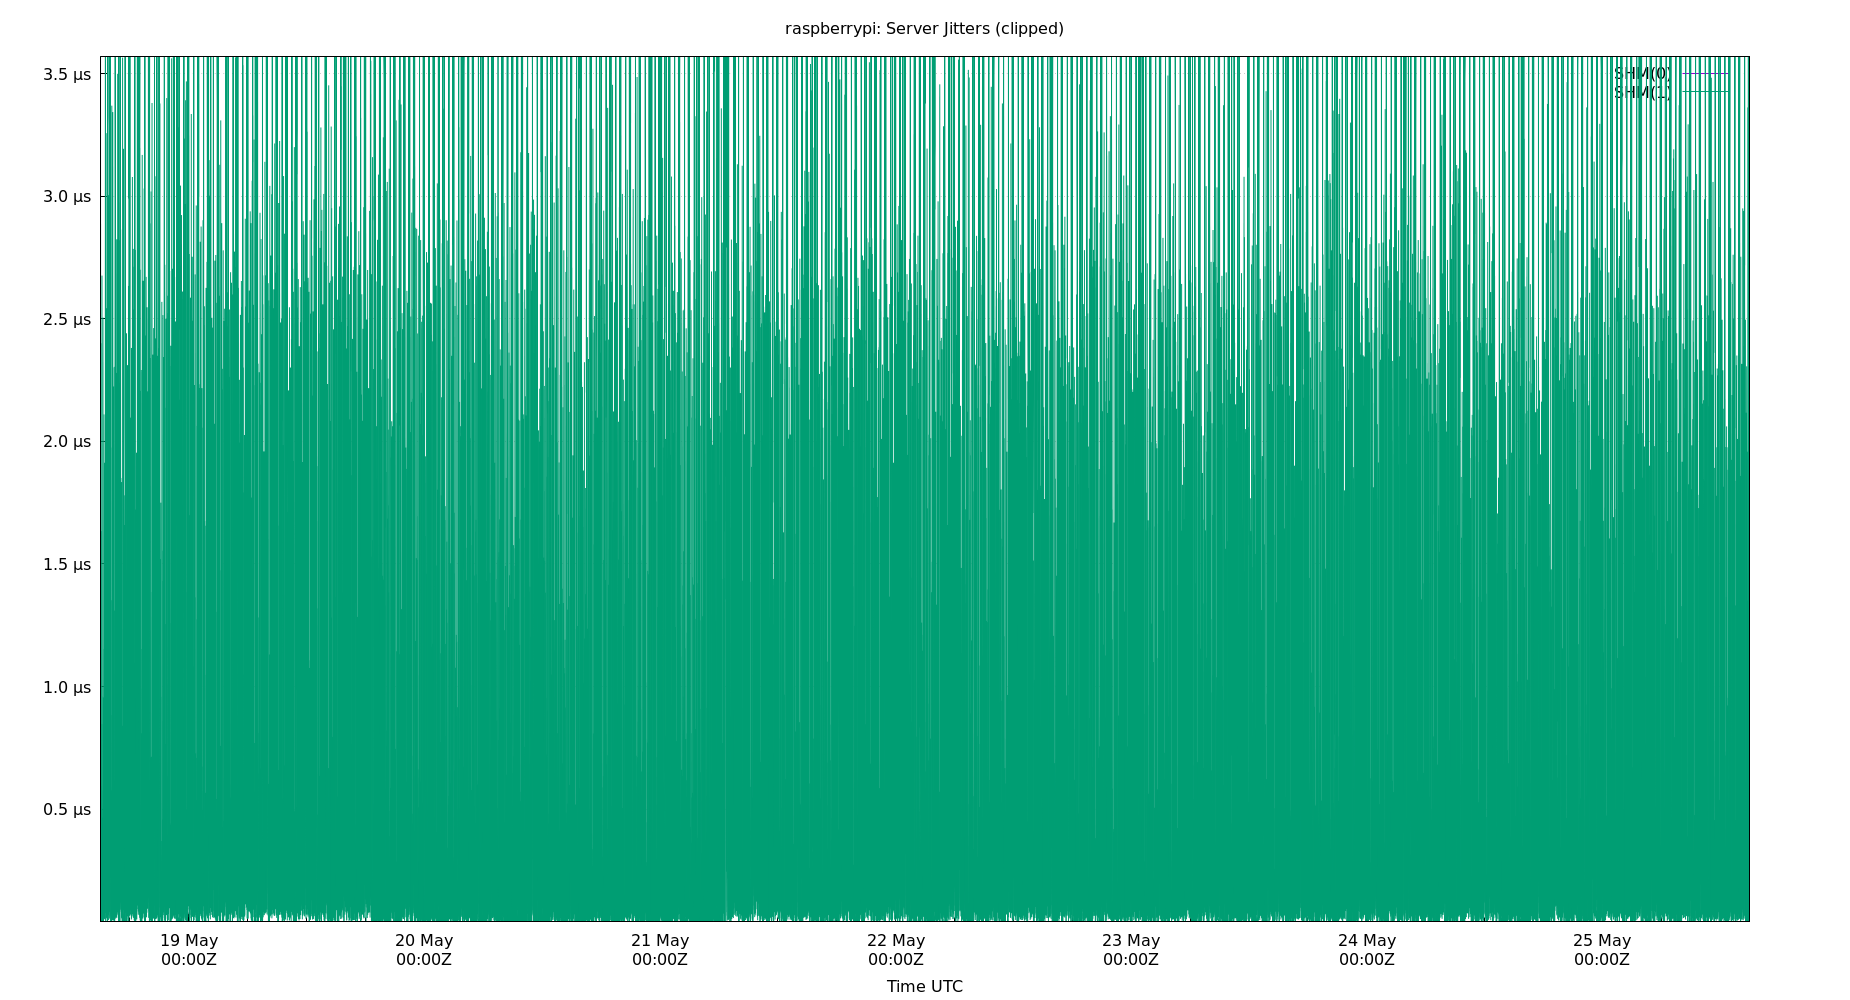 raspberrypi: Server Jitters (clipped)
SHM(0)
SHM(1)
3.5 μs
3.0 μs
2.5 μs
2.0 μs
1.5 μs
1.0 μs
0.5 μs
19 May 20 May 21 May 22 May 23 May 24 May 25 May
00:00Z 00:00Z 00:00Z 00:00Z 00:00Z 00:00Z 00:00Z
Time UTC